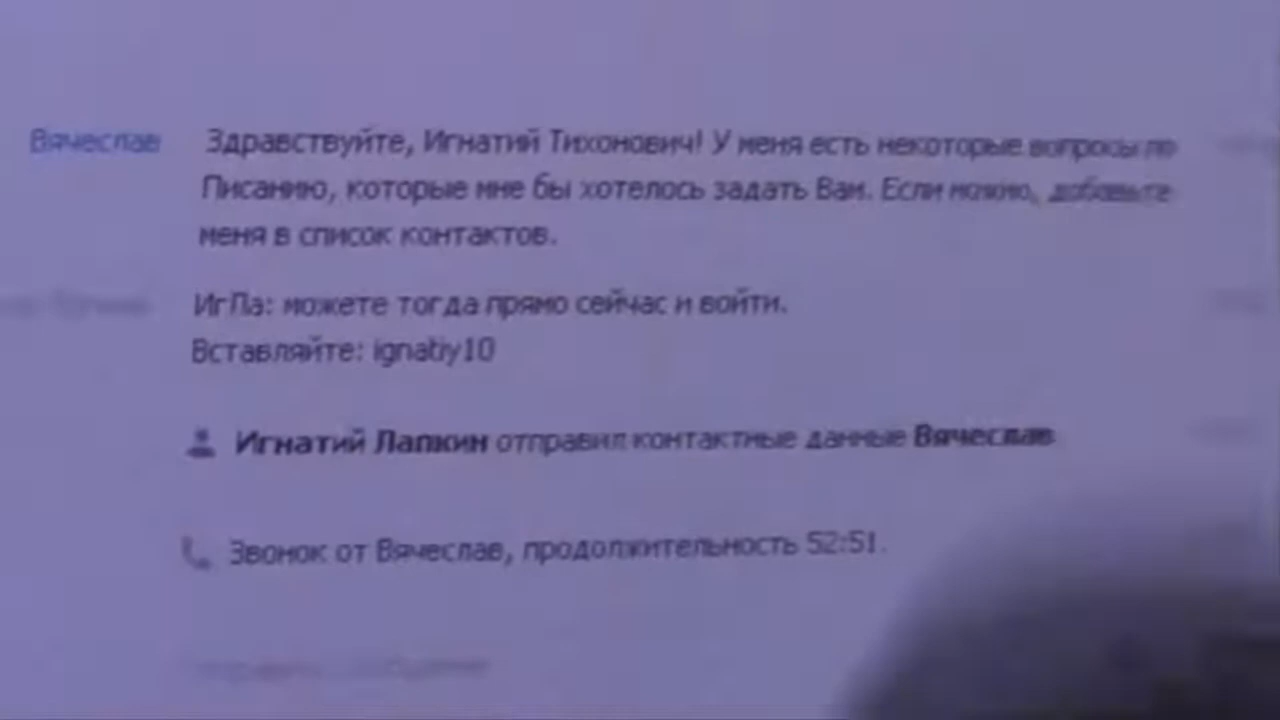 Вячеслав Здравствуйте, Игнатий Тихонович! У меня есть некоторые вопросы по
Писанию, которые мне бы хотелось задать Вам. Если можно, добавьте
меня в список контактов.
ИгЛа: можете тогда прямо сейчас и войти.
Вставляйте: ignatiy10
Игнатий Лапкин отправил контактные данные Вячеслав
Звонок от Вячеслав, продолжительность 52:51.